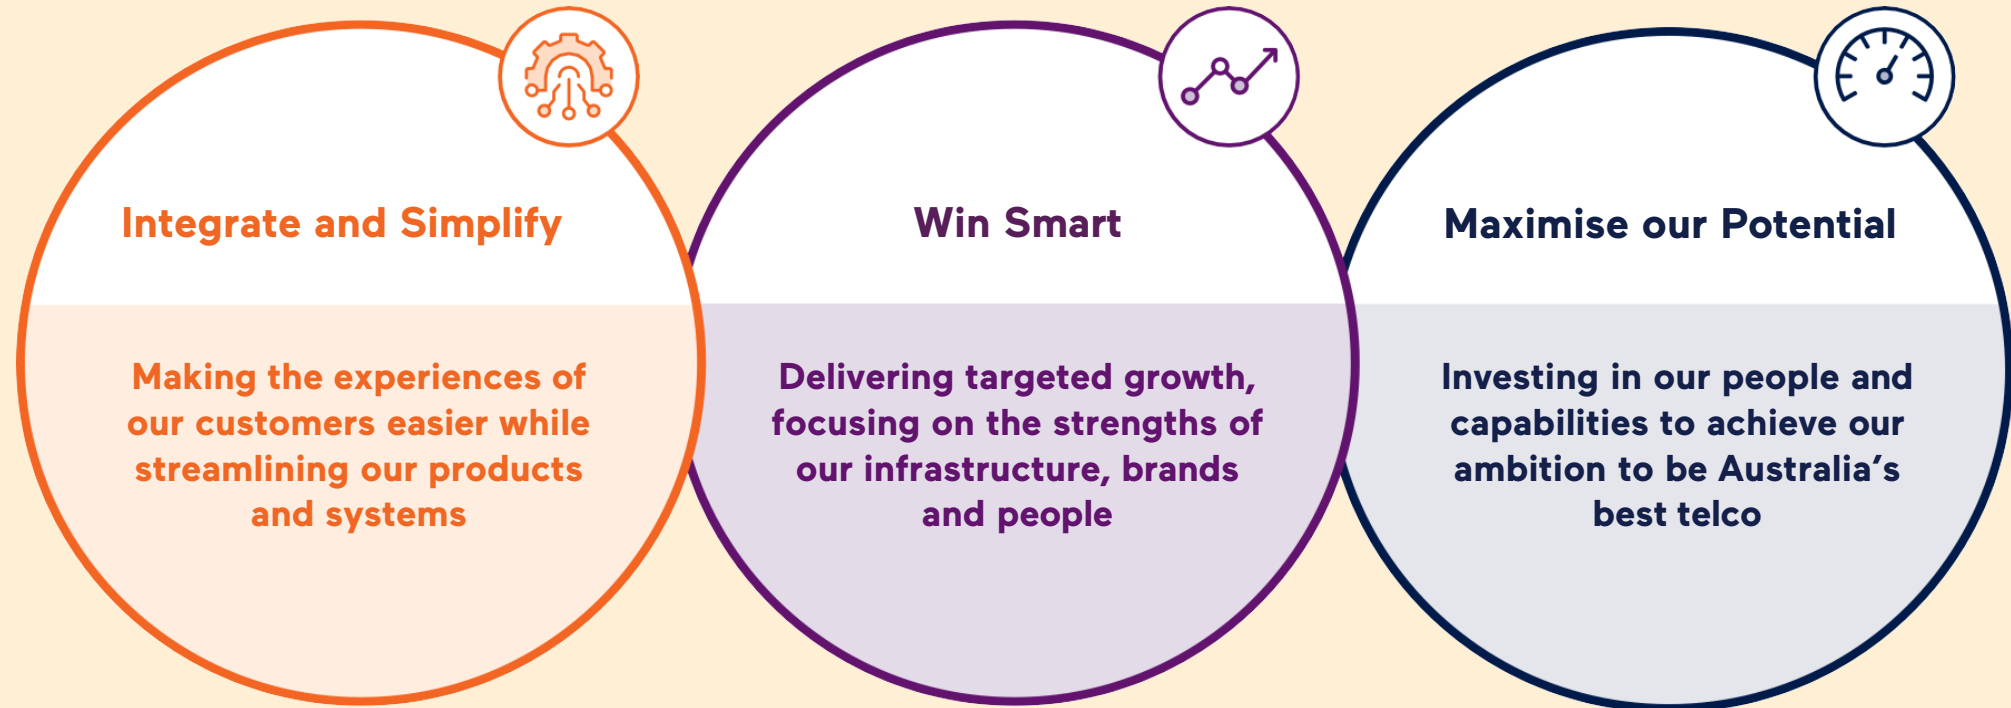 Integrate and Simplify
Making the experiences of
our customers easier while
streamlining our products
and systems
Win Smart
Delivering targeted growth,
focusing on the strengths of
our infrastructure, brands
and people
Maximise our Potential
Investing in our people and
capabilities to achieve our
ambition to be Australia’s
best telco